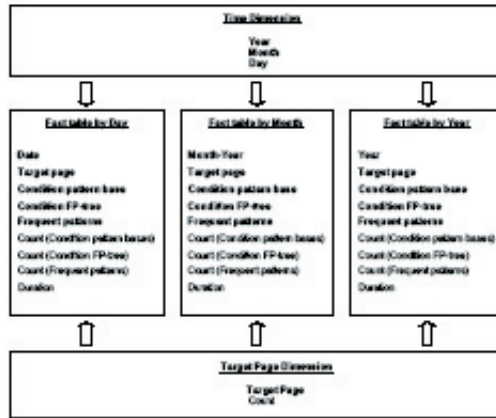 Time Dimension
Year
Month
Day
Fact table by Day
Date
Target page
Condition pattern base
Condition FP-tree
Frequent patterns
Count (Condition pattern bases)
Count (Condition FP-tree)
Count (Frequent patterns)
Duration
Fact table by Month
Month-Year
Target page
Condition pattern base
Condition FP-tree
Frequent patterns
Count (Condition pattern bases)
Count (Condition FP-tree)
Count (Frequent patterns)
Duration
Fact table by Year
Year
Target page
Condition pattern base
Condition FP-tree
Frequent patterns
Count (Condition pattern bases)
Count (Condition FP-tree)
Count (Frequent patterns)
Duration
Target Page Dimension
Target Page
Count